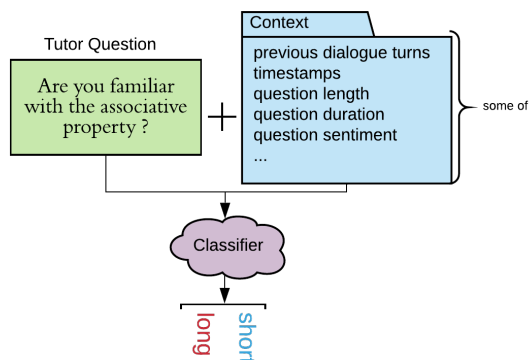 Tutor Question
Are you familiar
with the associative
property ?
+
Context
previous dialogue turns
timestamps
question length
question duration
question sentiment
...
some of
Classifier
long
short